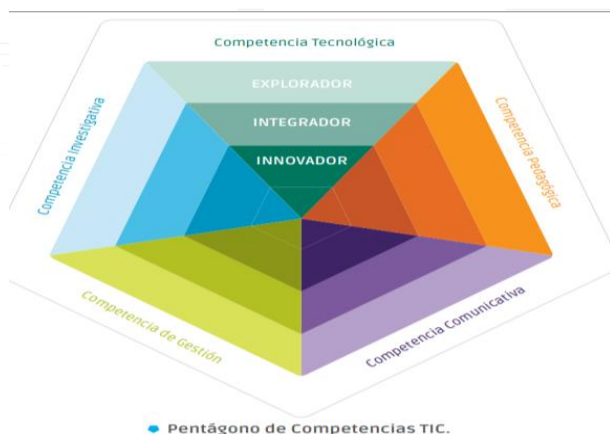 Competencia Tecnológica
EXPLORADOR
INTEGRADOR
INNOVADOR
Competencia Investigativa
Competencia Pedagógica
Competencia de Gestión
Competencia Comunicativa
Pentágono de Competencias TIC.